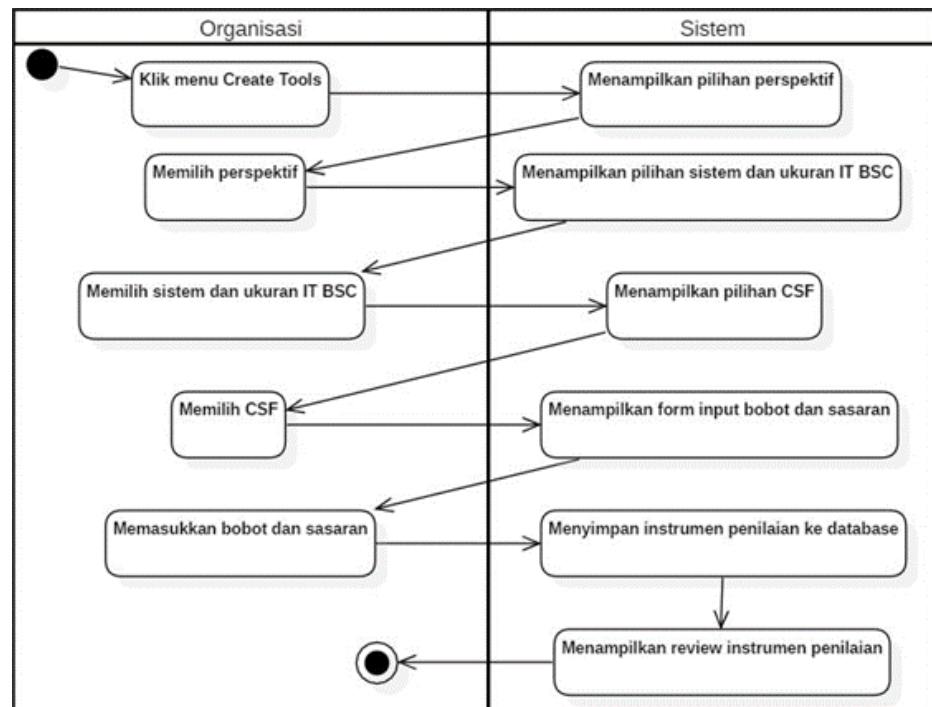 Organisasi
Sistem
Klik menu Create Tools
Menampilkan pilihan perspektif
Memilih perspektif
Menampilkan pilihan sistem dan ukuran IT BSC
Memilih sistem dan ukuran IT BSC
Menampilkan pilihan CSF
Memilih CSF
Menampilkan form input bobot dan sasaran
Memasukkan bobot dan sasaran
Menyimpan instrumen penilaian ke database
Menampilkan review instrumen penilaian